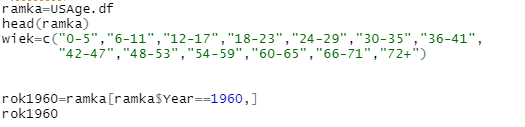 ramka=USAge.df
head(ramka)
wiek=c("0-5","6-11","12-17","18-23","24-29","30-35","36-41",
"42-47","48-53","54-59","60-65","66-71","72+")
rok1960=ramka[ramka$Year==1960,]
rok1960